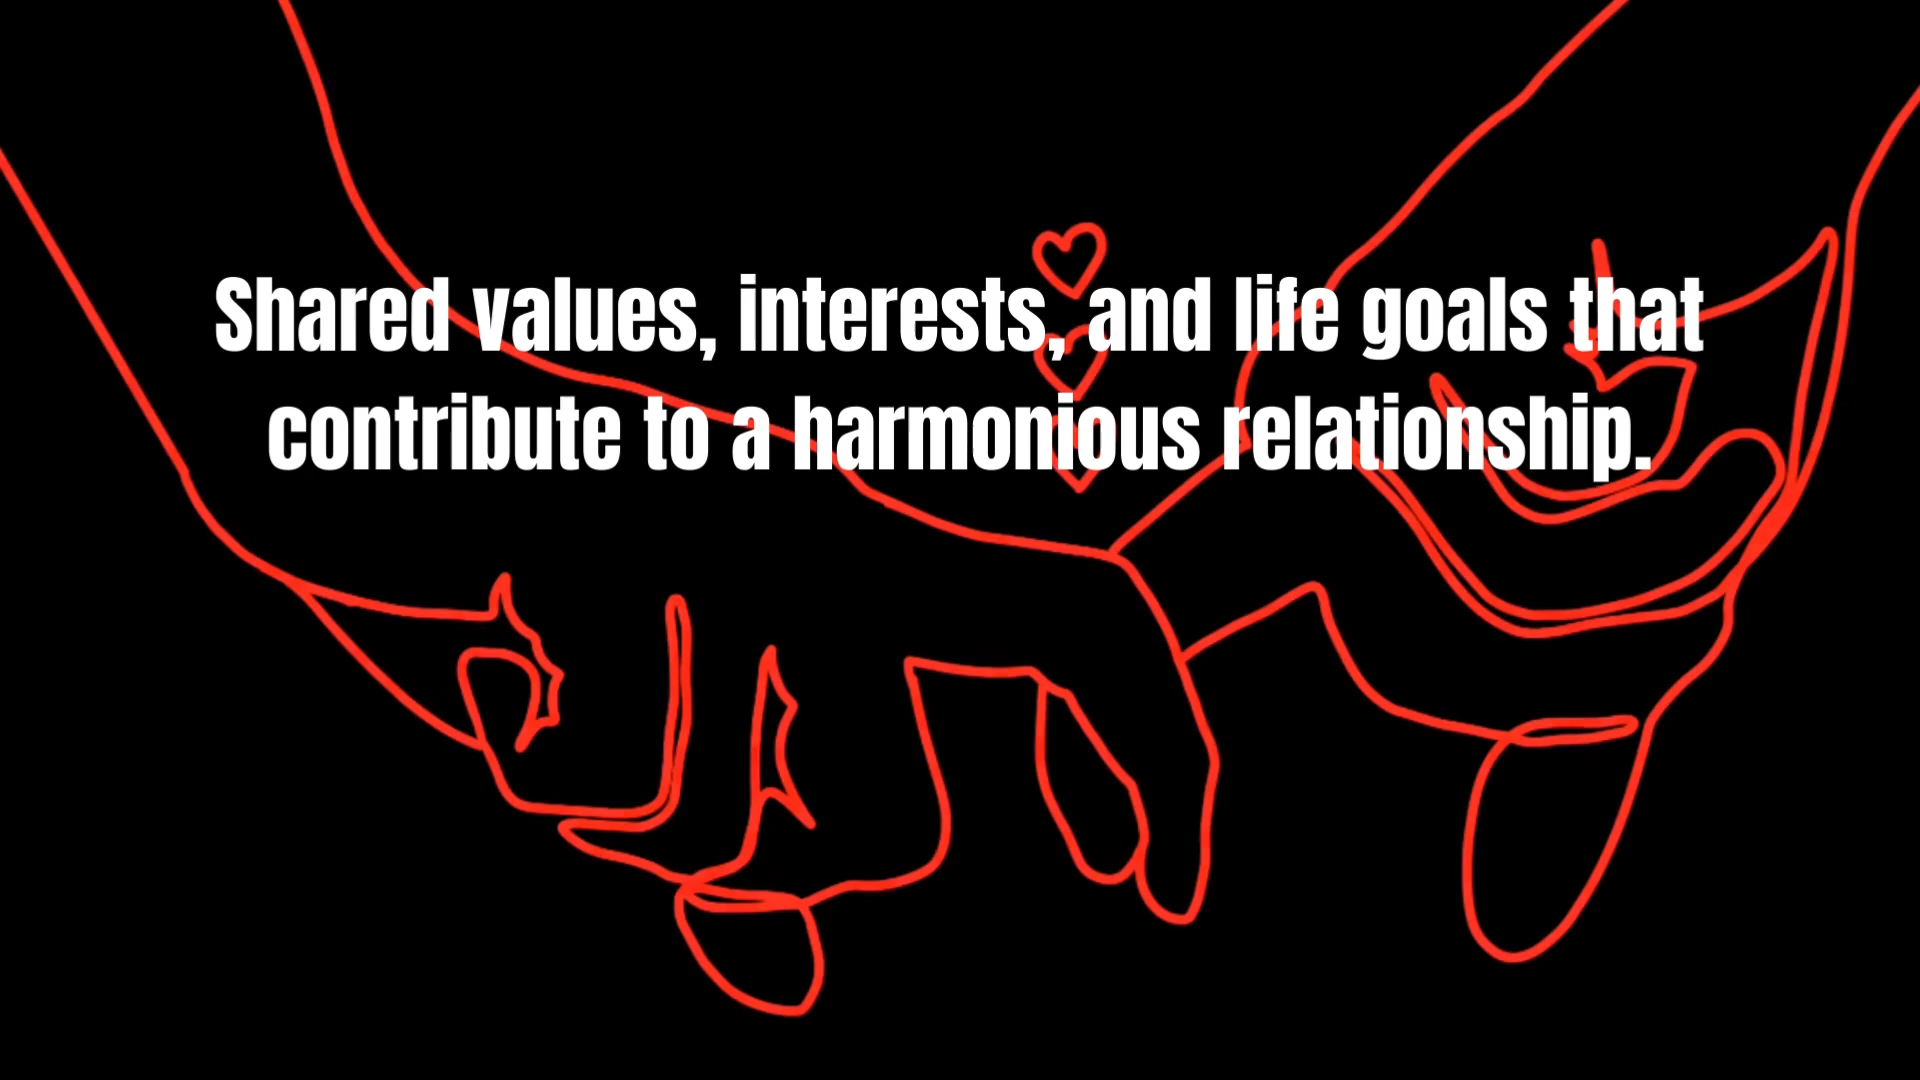 Shared values, interests, and life goals that
contribute to a harmonious relationship.